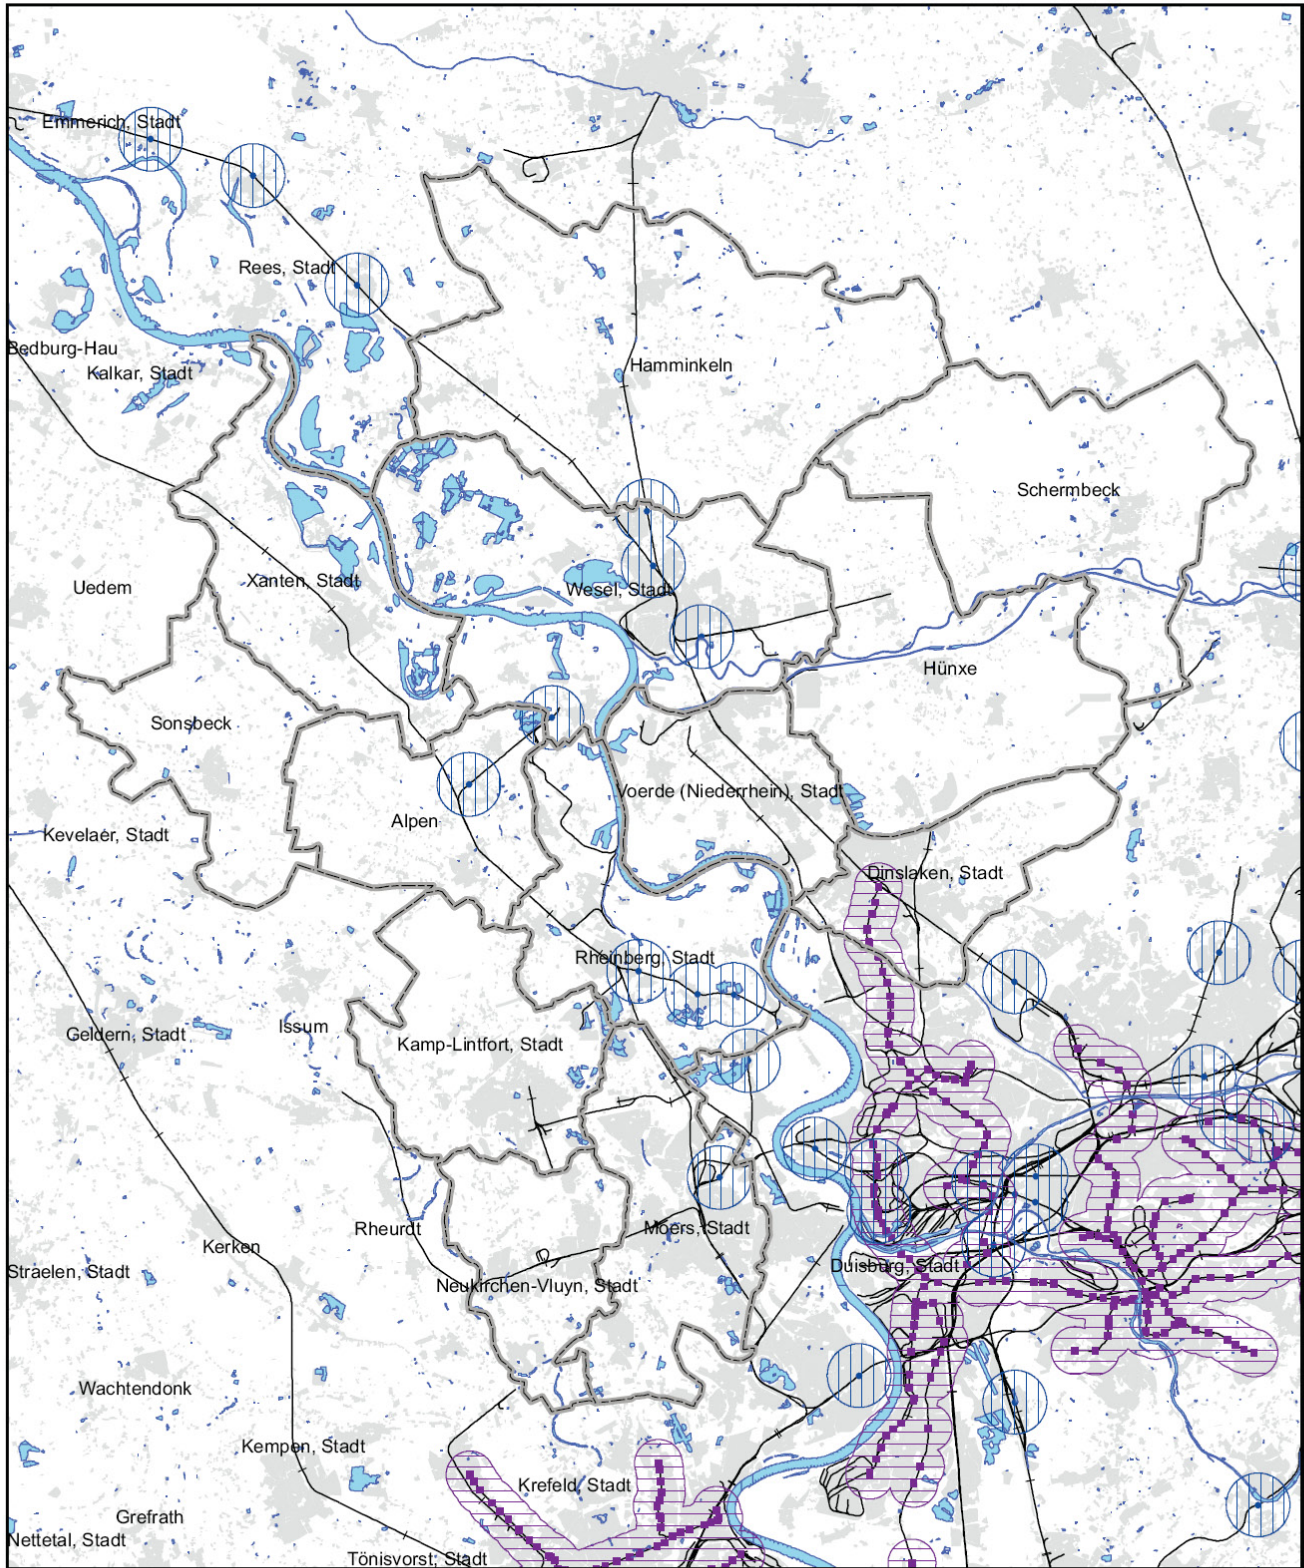 Emmerich, Stadt
Rees, Stadt
Bedburg-Hau
Kalkar, Stadt
Hamminkeln
Schermbeck
Uedem
Xanten, Stadt
Wesel, Stadt
Hünxe
Sonsbeck
Voerde (Niederrhein), Stadt
Kevelaer, Stadt
Alpen
Dinslaken, Stadt
Rheinberg, Stadt
Geldern, Stadt
Issum
Kamp-Lintfort, Stadt
Rheurdt
Moers, Stadt
Kerken
Straelen, Stadt
Duisburg, Stadt
Neukirchen-Vluyn, Stadt
Wachtendonk
Kempen, Stadt
Krefeld, Stadt
Grefrath
Nettetal, Stadt
Tönisvorst, Stadt